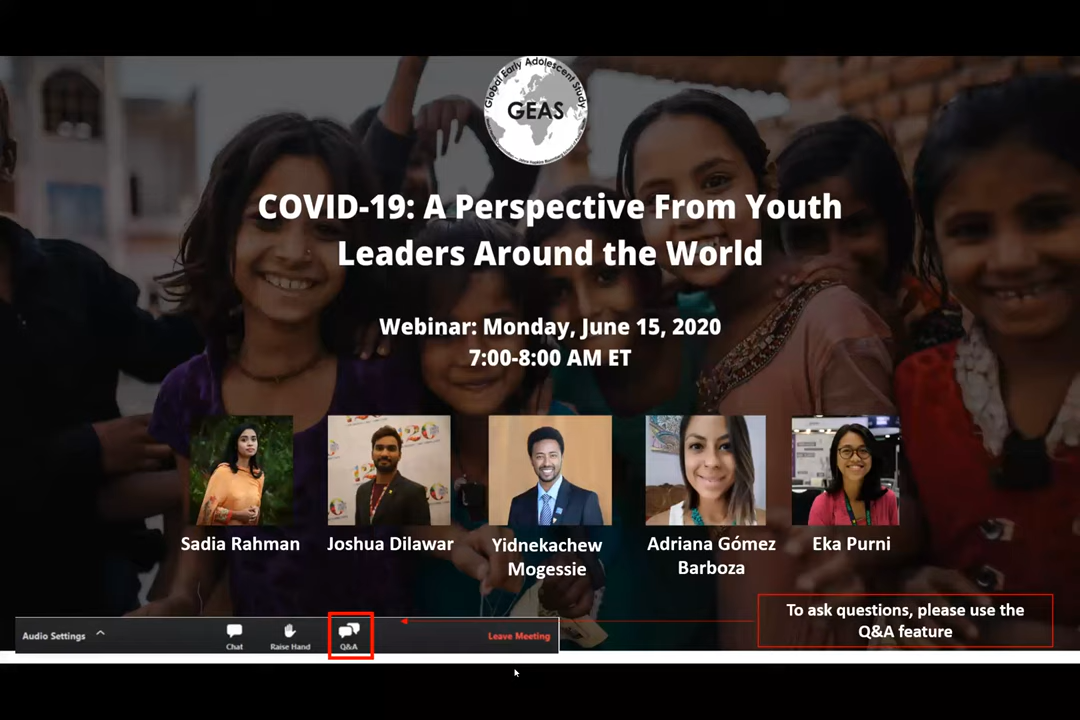 Global Early Adolescent Study
GEAS
COVID-19: A Perspective From Youth
Leaders Around the World
Webinar: Monday, June 15, 2020
7:00-8:00 AM ET
Sadia Rahman
Joshua Dilawar
Yidnekachew
Mogessie
Adriana Gómez
Barboza
Eka Purni
To ask questions, please use the
Q&A feature
Audio Settings
Chat
Raise Hand
Q&A
Leave Meeting